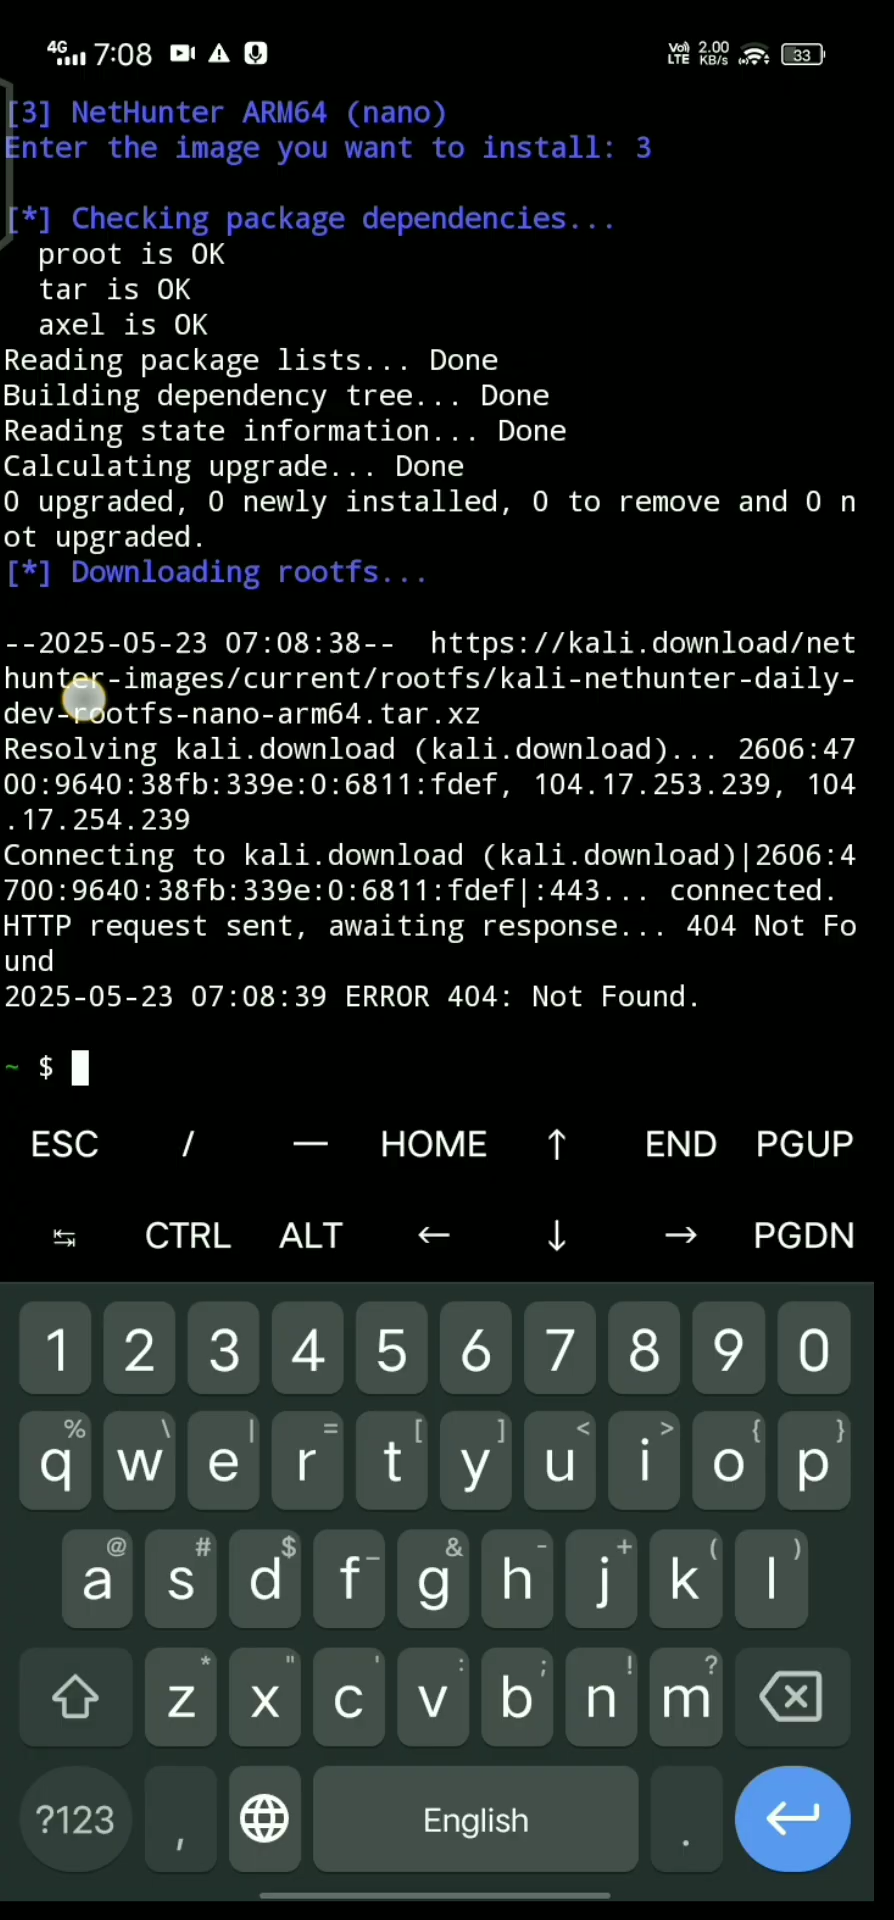 4G 7:08 Vo) LTE 2.00 KB/s 33
[3] NetHunter ARM64 (nano)
Enter the image you want to install: 3
[*] Checking package dependencies...
proot is OK
tar is OK
axel is OK
Reading package lists... Done
Building dependency tree... Done
Reading state information... Done
Calculating upgrade... Done
0 upgraded, 0 newly installed, 0 to remove and 0 n
ot upgraded.
[*] Downloading rootfs...
--2025-05-23 07:08:38--  https://kali.download/net
hunter-images/current/rootfs/kali-nethunter-daily-
dev-rootfs-nano-arm64.tar.xz
Resolving kali.download (kali.download)... 2606:47
00:9640:38fb:339e:0:6811:fdef, 104.17.253.239, 104
.17.254.239
Connecting to kali.download (kali.download)|2606:4
700:9640:38fb:339e:0:6811:fdef|:443... connected.
HTTP request sent, awaiting response... 404 Not Fo
und
2025-05-23 07:08:39 ERROR 404: Not Found.
~ $
ESC / — HOME ↑ END PGUP
↹ CTRL ALT ← ↓ → PGDN
1 2 3 4 5 6 7 8 9 0
% \ | = [ ] < > { }
q w e r t y u i o p
@ # $ _ & - + ( )
a s d f g h j k l
* " ' : ; ! ?
z x c v b n m
?123 , English .